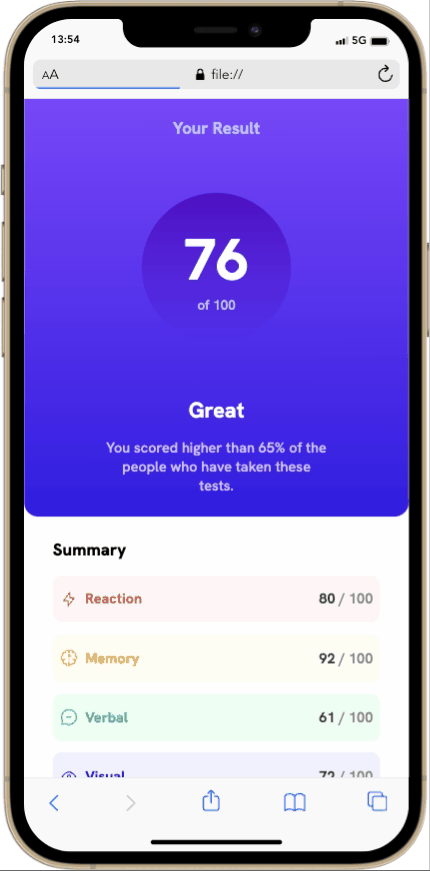 13:54
5G
AA
file://
Your Result
76
of 100
Great
You scored higher than 65% of the
people who have taken these
tests.
Summary
Reaction 80 / 100
Memory 92 / 100
Verbal 61 / 100
Visual 72 / 100